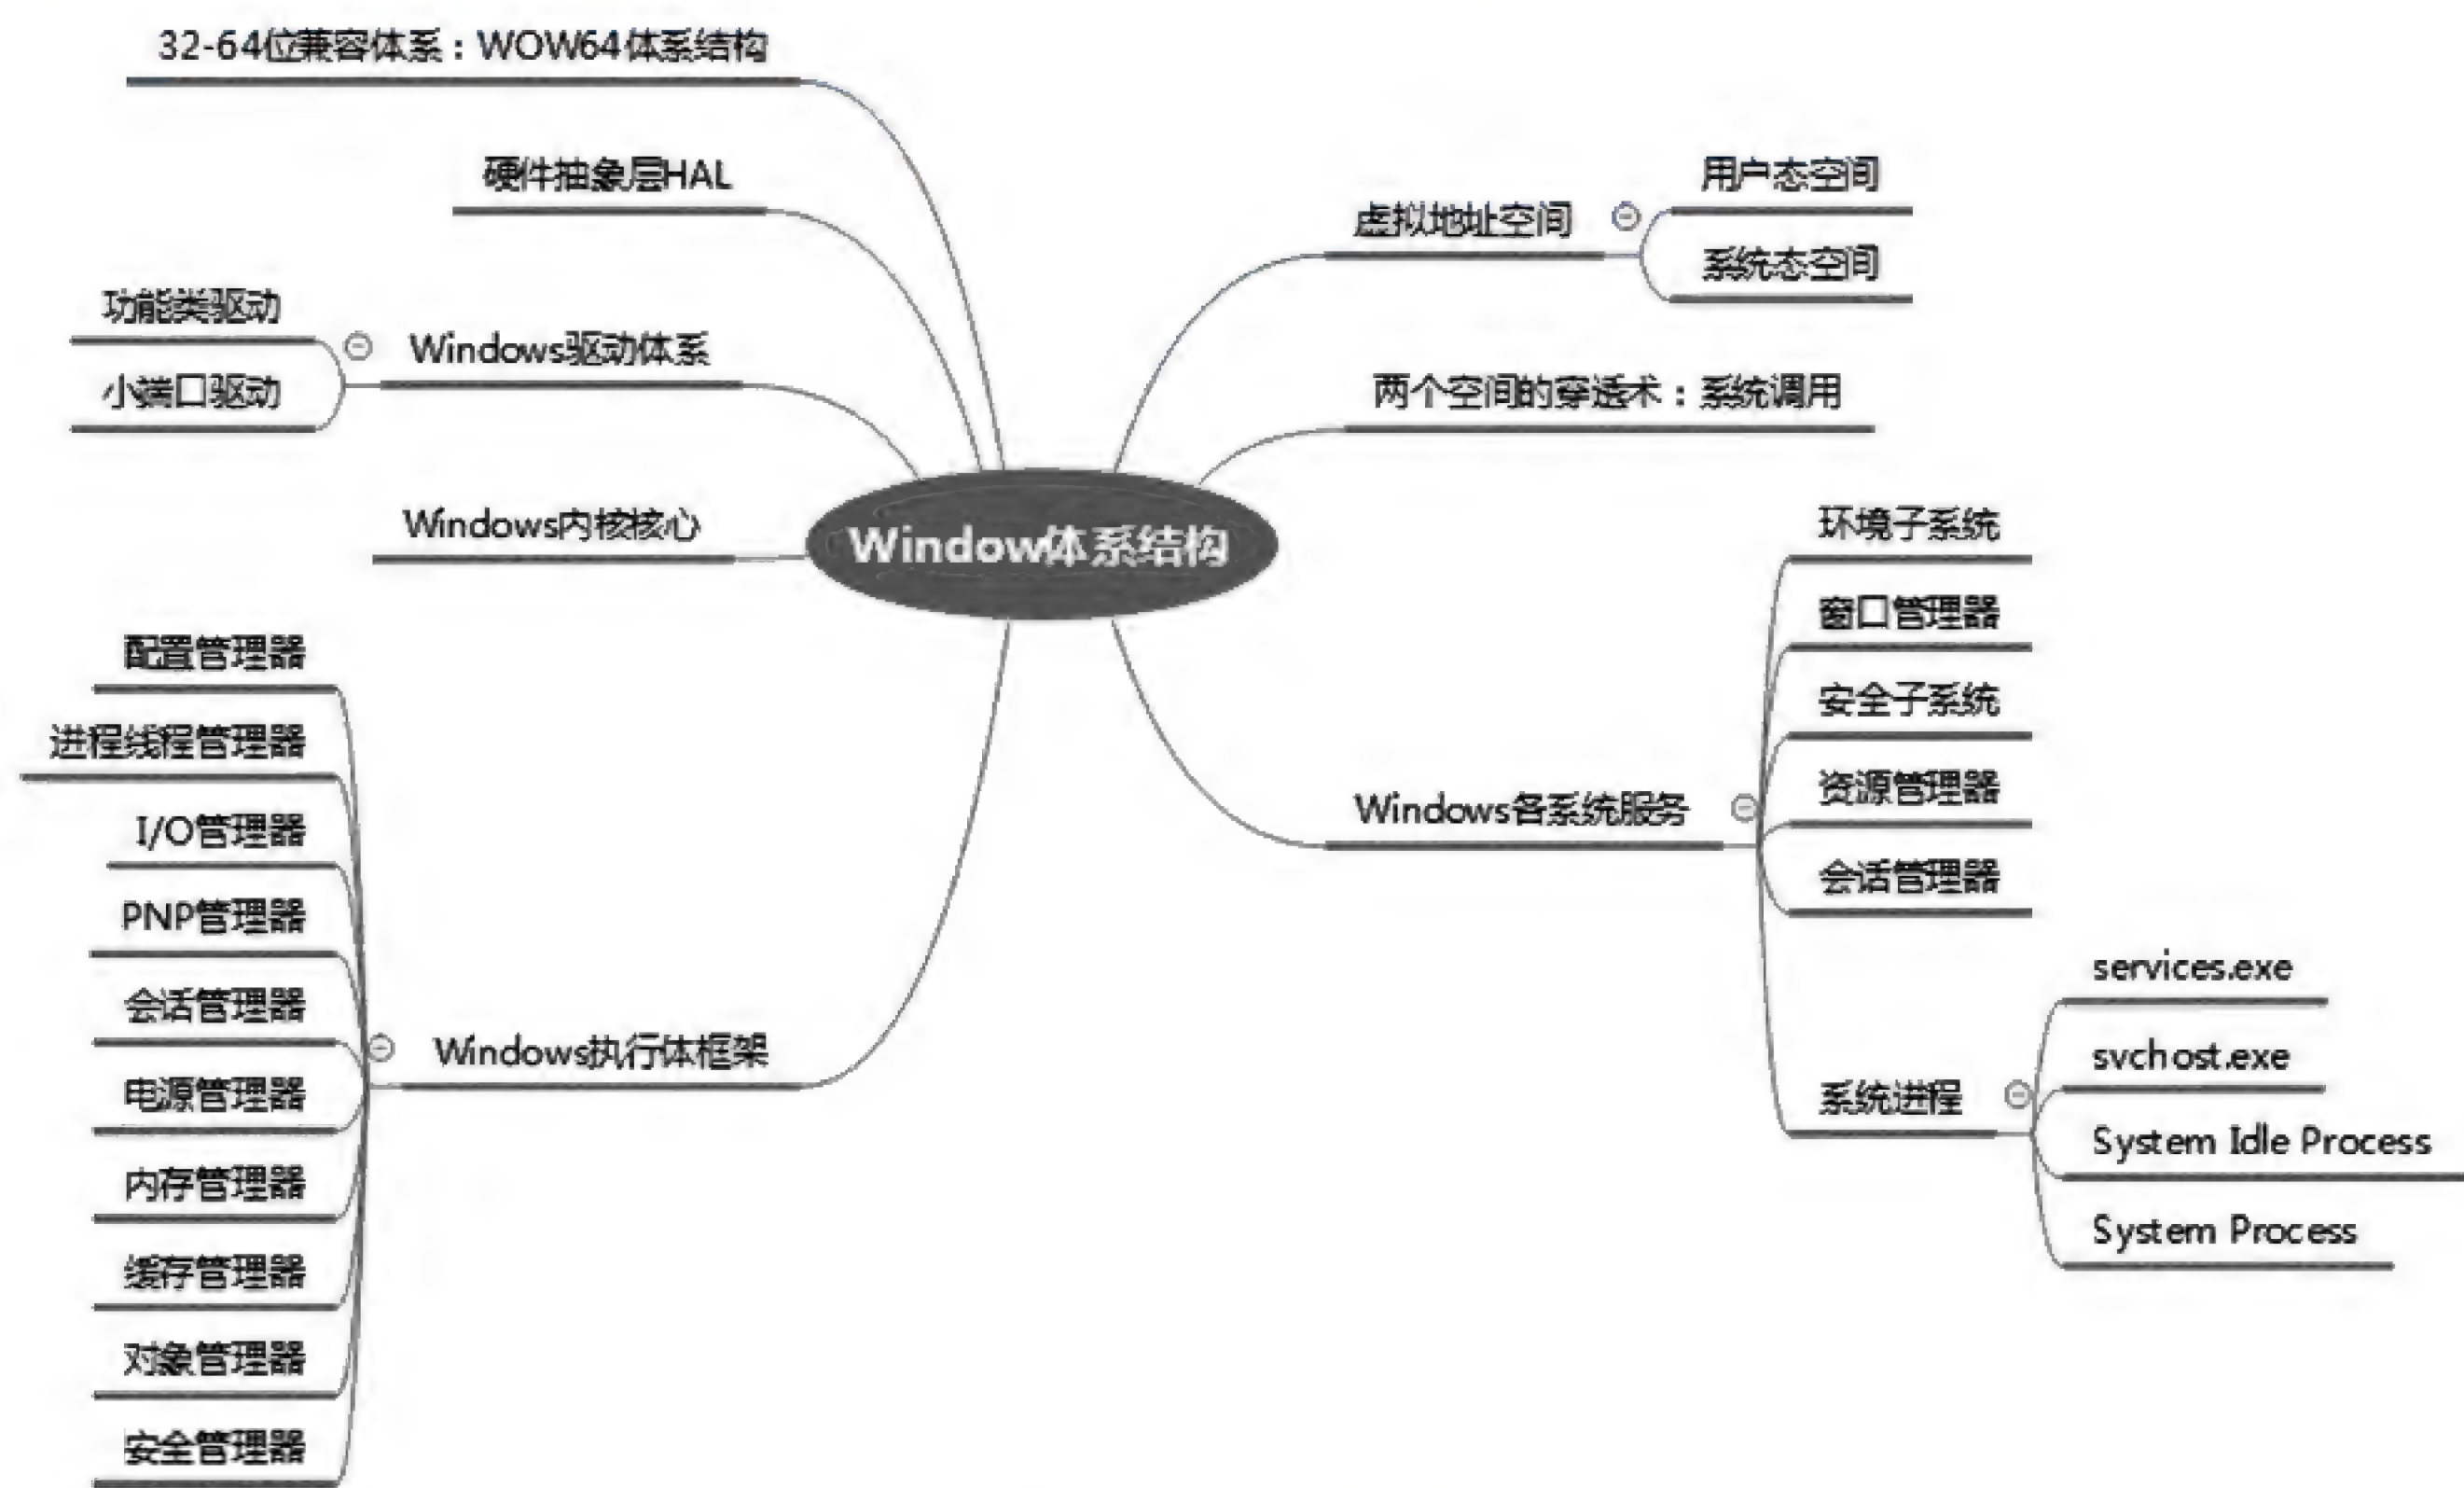 32-64位兼容体系：WOW64体系结构
硬件抽象层HAL
功能类驱动
小端口驱动
Windows驱动体系
Windows内核核心
配置管理器
进程线程管理器
I/O管理器
PNP管理器
会话管理器
电源管理器
内存管理器
缓存管理器
对象管理器
安全管理器
Windows执行体框架
Window体系结构
虚拟地址空间
用户态空间
系统态空间
两个空间的穿透术：系统调用
Windows各系统服务
环境子系统
窗口管理器
安全子系统
资源管理器
会话管理器
系统进程
services.exe
svchost.exe
System Idle Process
System Process